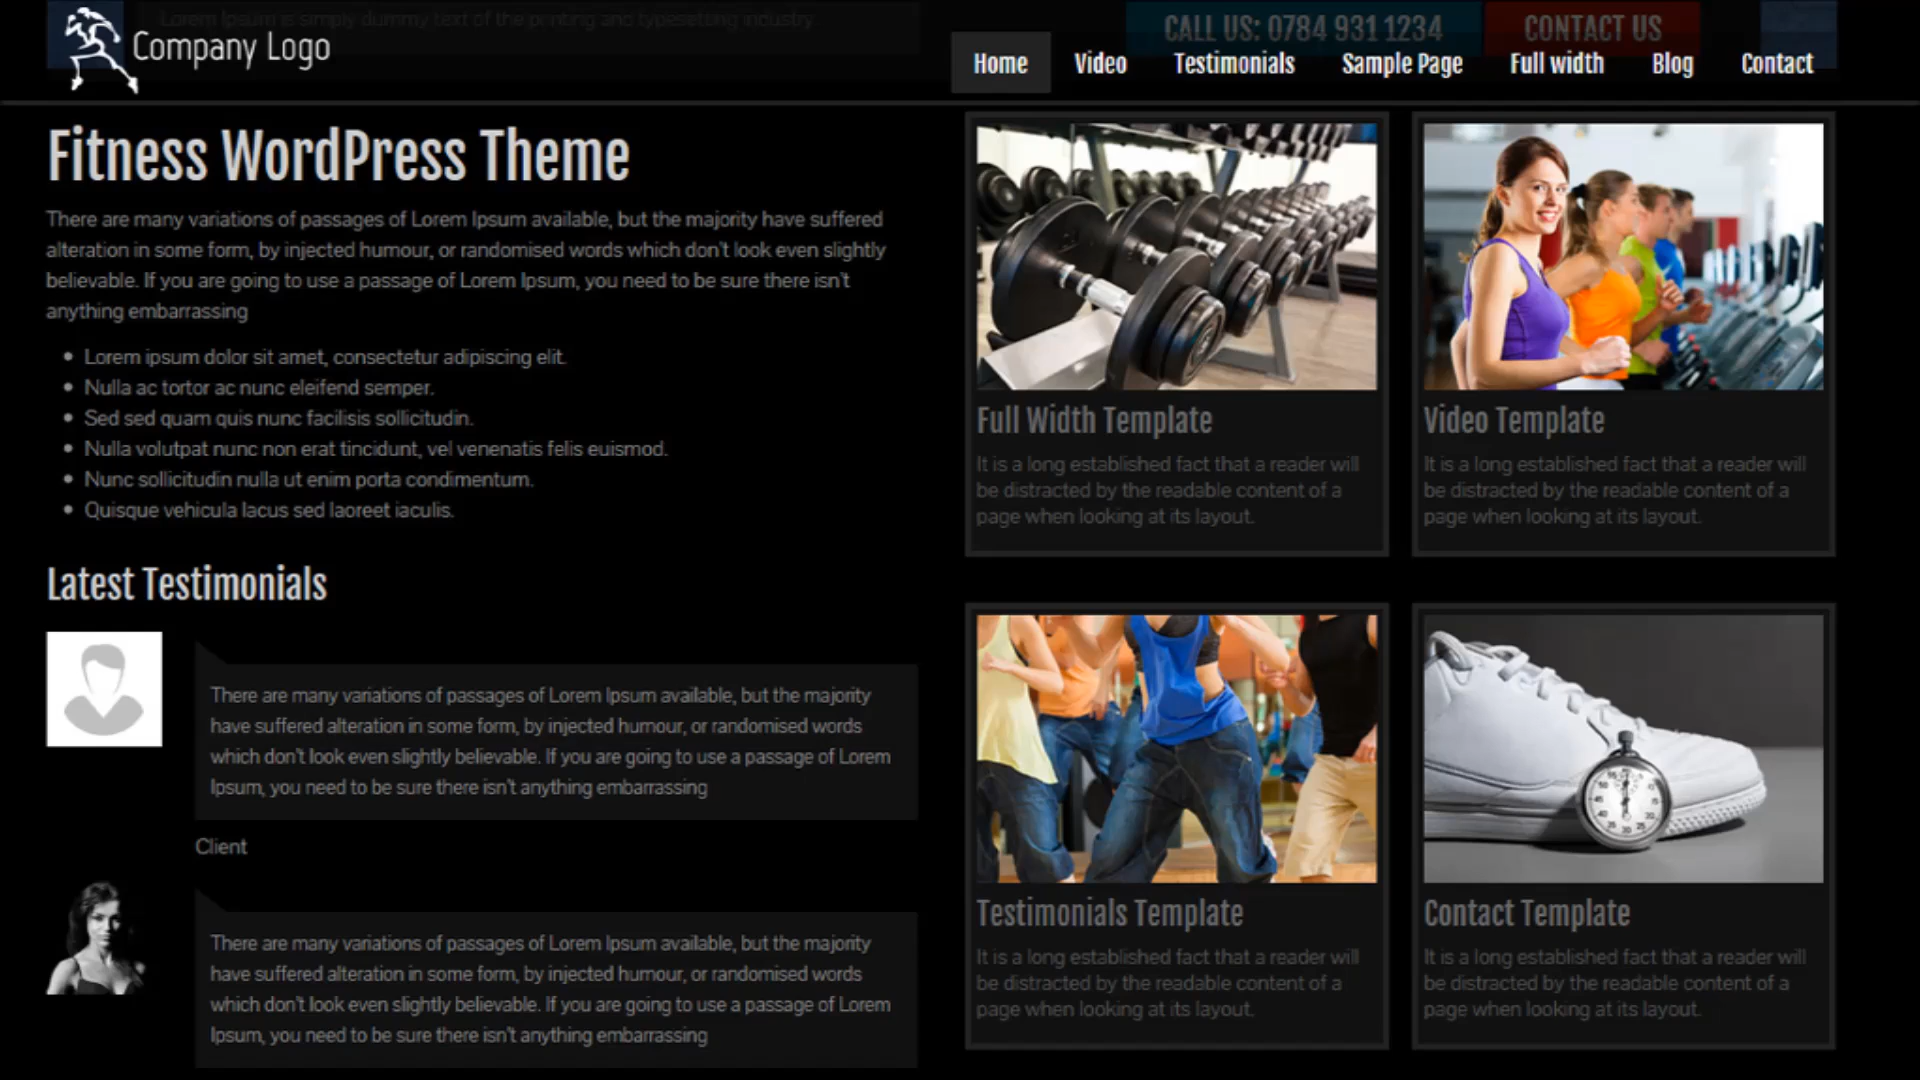 Lorem Ipsum is simply dummy text of the printing and typesetting industry
CALL US: 0784 931 1234
CONTACT US
Company Logo
Home
Video
Testimonials
Sample Page
Full width
Blog
Contact
Fitness WordPress Theme
There are many variations of passages of Lorem Ipsum available, but the majority have suffered
alteration in some form, by injected humour, or randomised words which don't look even slightly
believable. If you are going to use a passage of Lorem Ipsum, you need to be sure there isn't
anything embarrassing
Lorem ipsum dolor sit amet, consectetur adipiscing elit.
Nulla ac tortor ac nunc eleifend semper.
Sed sed quam quis nunc facilisis sollicitudin.
Nulla volutpat nunc non erat tincidunt, vel venenatis felis euismod.
Nunc sollicitudin nulla ut enim porta condimentum.
Quisque vehicula lacus sed laoreet iaculis.
Latest Testimonials
There are many variations of passages of Lorem Ipsum available, but the majority
have suffered alteration in some form, by injected humour, or randomised words
which don't look even slightly believable. If you are going to use a passage of Lorem
Ipsum, you need to be sure there isn't anything embarrassing
Client
There are many variations of passages of Lorem Ipsum available, but the majority
have suffered alteration in some form, by injected humour, or randomised words
which don't look even slightly believable. If you are going to use a passage of Lorem
Ipsum, you need to be sure there isn't anything embarrassing
Full Width Template
It is a long established fact that a reader will
be distracted by the readable content of a
page when looking at its layout.
Video Template
It is a long established fact that a reader will
be distracted by the readable content of a
page when looking at its layout.
Testimonials Template
It is a long established fact that a reader will
be distracted by the readable content of a
page when looking at its layout.
Contact Template
It is a long established fact that a reader will
be distracted by the readable content of a
page when looking at its layout.